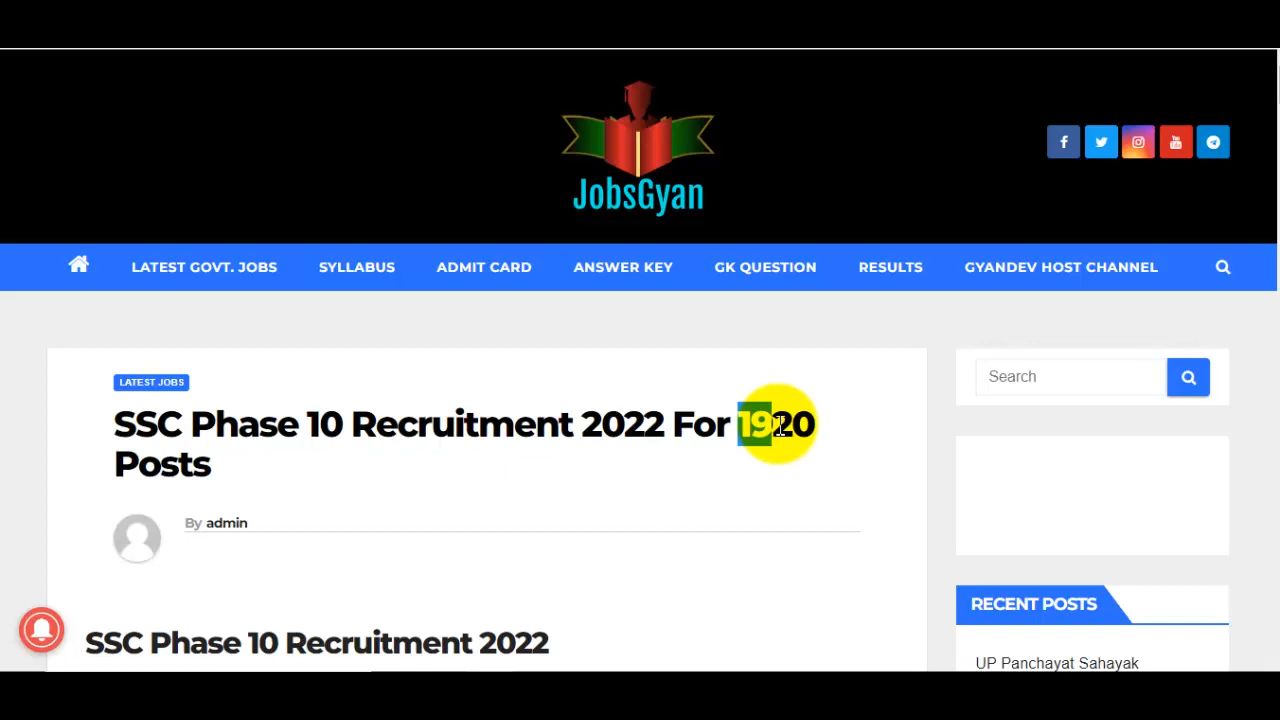 JobsGyan
LATEST GOVT. JOBS SYLLABUS ADMIT CARD ANSWER KEY GK QUESTION RESULTS GYANDEV HOST CHANNEL
LATEST JOBS
SSC Phase 10 Recruitment 2022 For 1920
Posts
By admin
SSC Phase 10 Recruitment 2022
Search
RECENT POSTS
UP Panchayat Sahayak